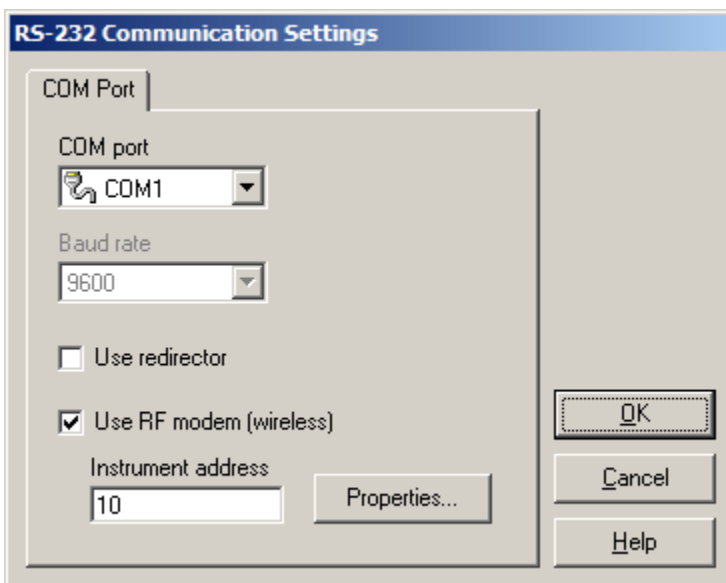 RS-232 Communication Settings
COM Port
COM port
COM1
Baud rate
9600
Use redirector
Use RF modem (wireless)
Instrument address
10
Properties...
OK
Cancel
Help